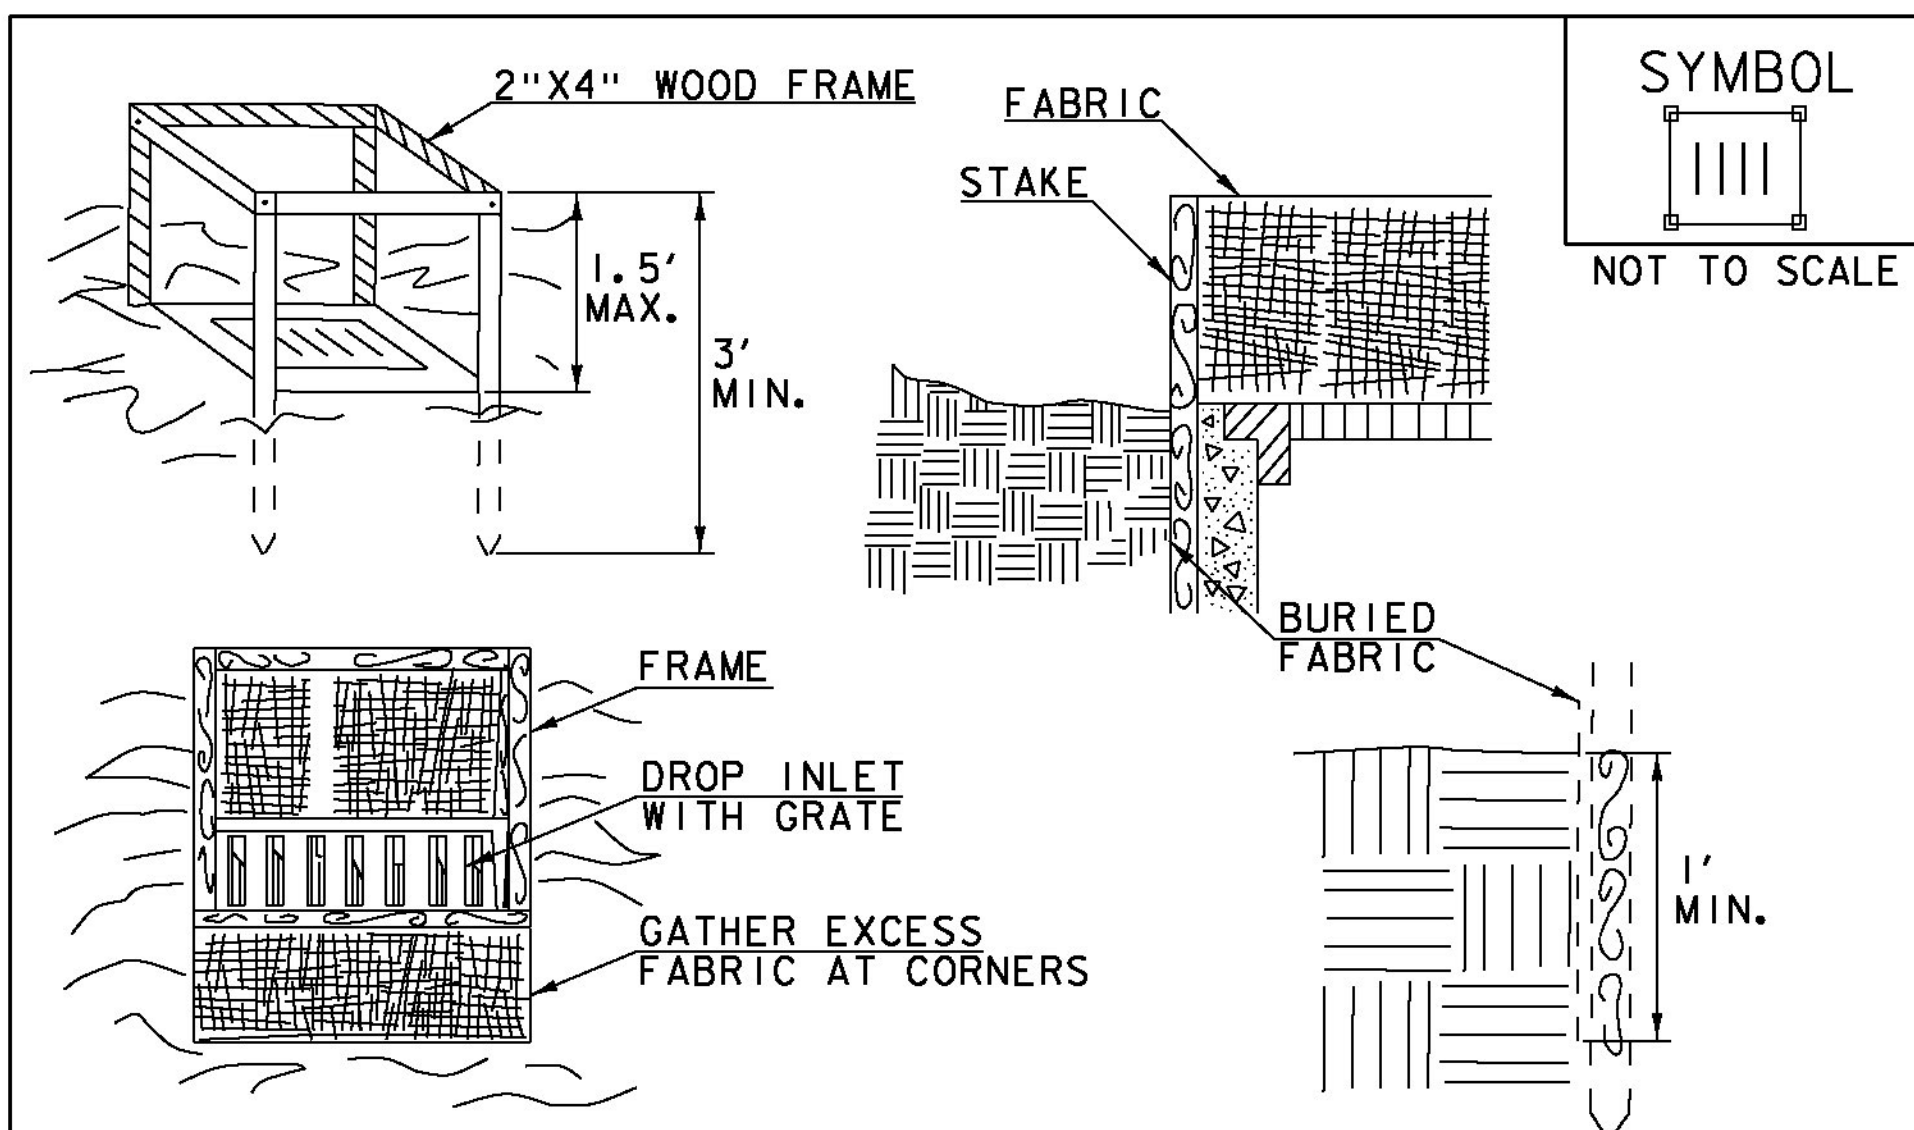 2"X4" WOOD FRAME
1.5'
MAX.
3'
MIN.
FABRIC
STAKE
SYMBOL
NOT TO SCALE
BURIED
FABRIC
FRAME
DROP INLET
WITH GRATE
GATHER EXCESS
FABRIC AT CORNERS
1'
MIN.